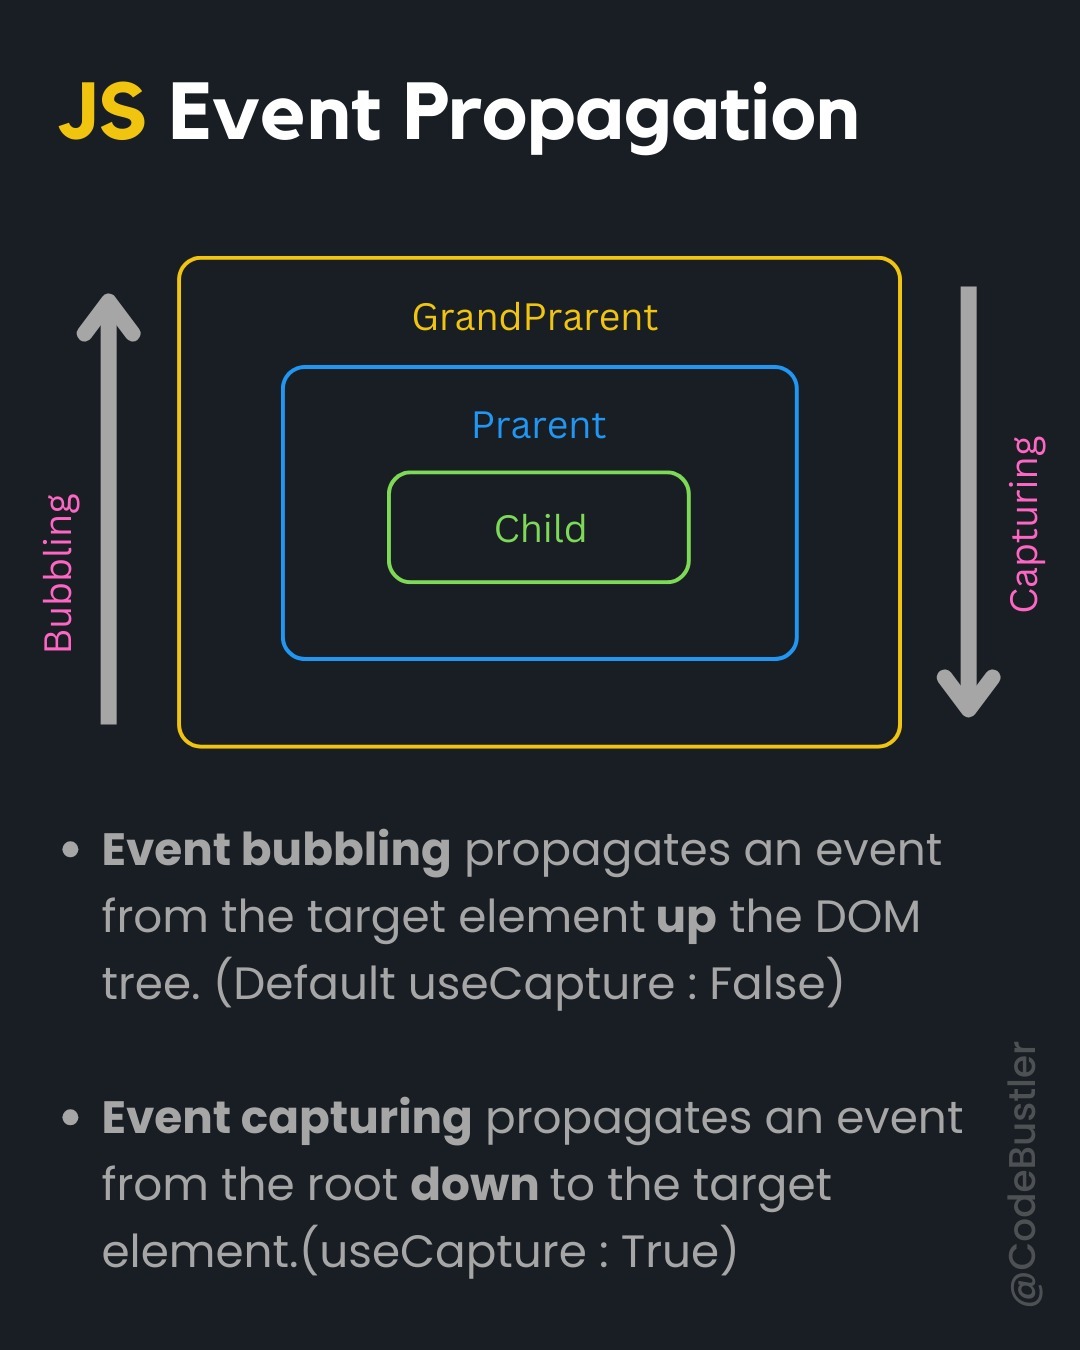 JS Event Propagation
GrandPrarent
Prarent
Child
Bubbling
Capturing
• Event bubbling propagates an event
from the target element up the DOM
tree. (Default useCapture : False)
• Event capturing propagates an event
from the root down to the target
element.(useCapture : True)
@CodeBustler